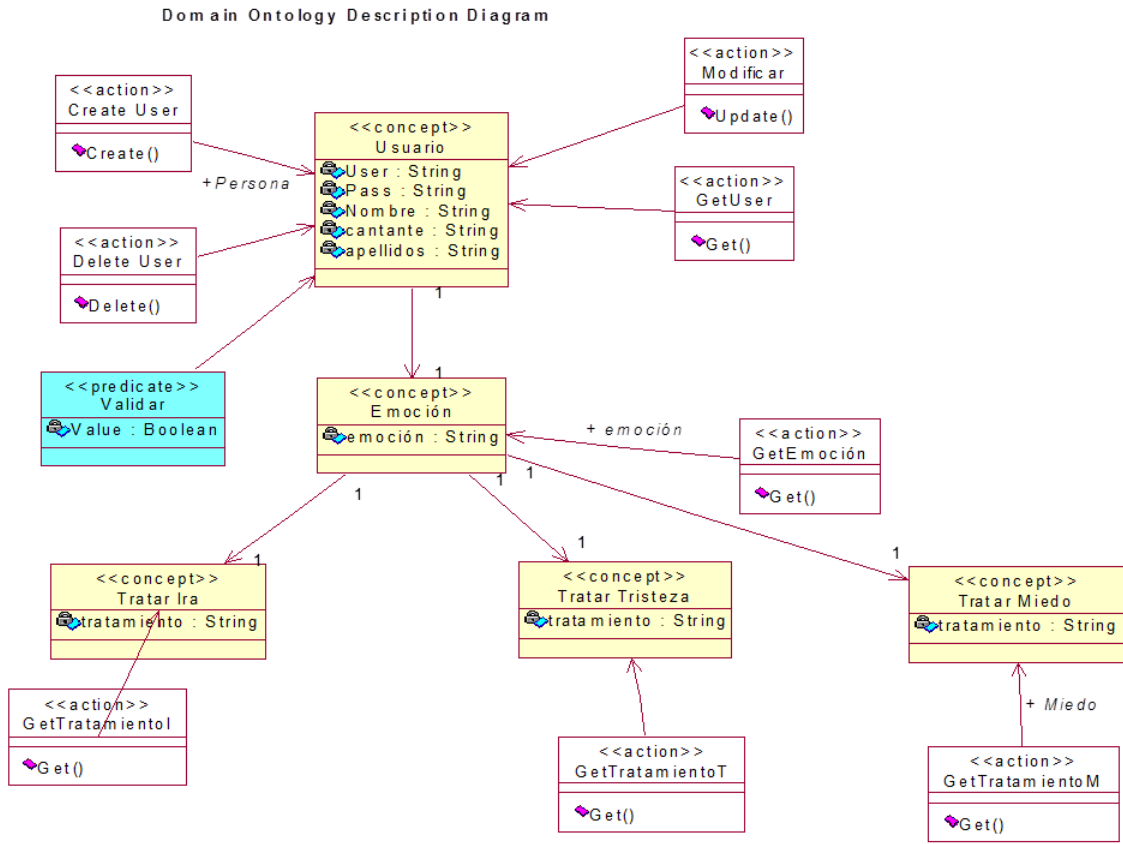 Domain Ontology Description Diagram
<<action>>
Create User
Create()
<<concept>>
Usuario
User : String
Pass : String
Nombre : String
cantante : String
apellidos : String
<<action>>
Modificar
Update()
+Persona
<<action>>
GetUser
Get()
<<action>>
Delete User
Delete()
1
1
<<predicate>>
Validar
Value : Boolean
<<concept>>
Emoción
emoción : String
+ emoción
<<action>>
GetEmoción
Get()
1
1
1
1
1
1
<<concept>>
Tratar Ira
tratamiento : String
<<concept>>
Tratar Tristeza
tratamiento : String
<<concept>>
Tratar Miedo
tratamiento : String
<<action>>
GetTratamientoI
Get()
<<action>>
GetTratamientoT
Get()
+ Miedo
<<action>>
GetTratamientoM
Get()